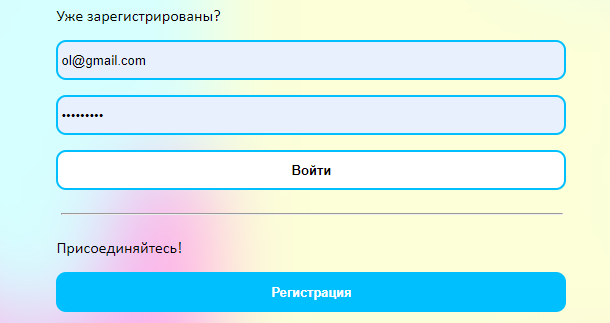 Уже зарегистрированы?
ol@gmail.com
•••••••••
Войти
Присоединяйтесь!
Регистрация